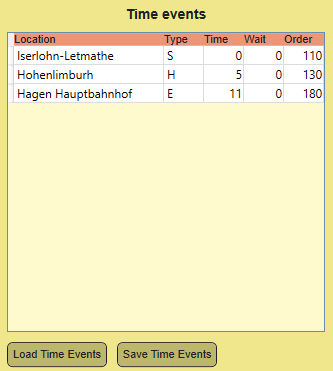 Time events
Location Type Time Wait Order
Iserlohn-Letmathe S 0 0 110
Hohenlimburh H 5 0 130
Hagen Hauptbahnhof E 11 0 180
Load Time Events Save Time Events